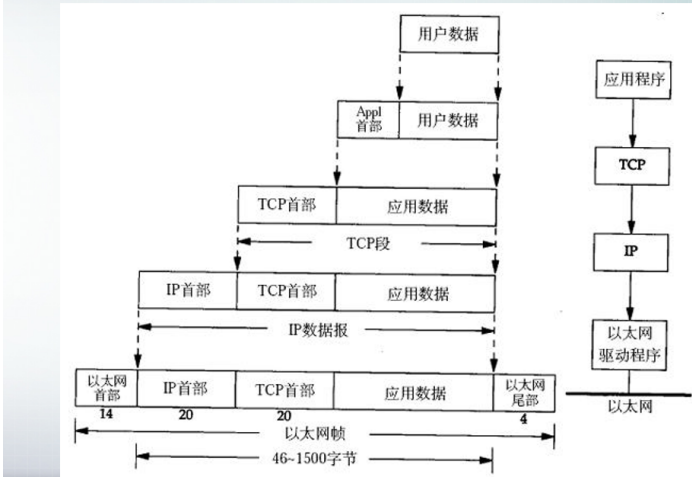 用户数据
Appl
首部
用户数据
应用程序
TCP首部
应用数据
TCP段
TCP
IP首部
TCP首部
应用数据
IP数据报
IP
以太网
首部
IP首部
TCP首部
应用数据
以太网
尾部
以太网
驱动程序
14
20
20
4
以太网
以太网帧
46~1500字节